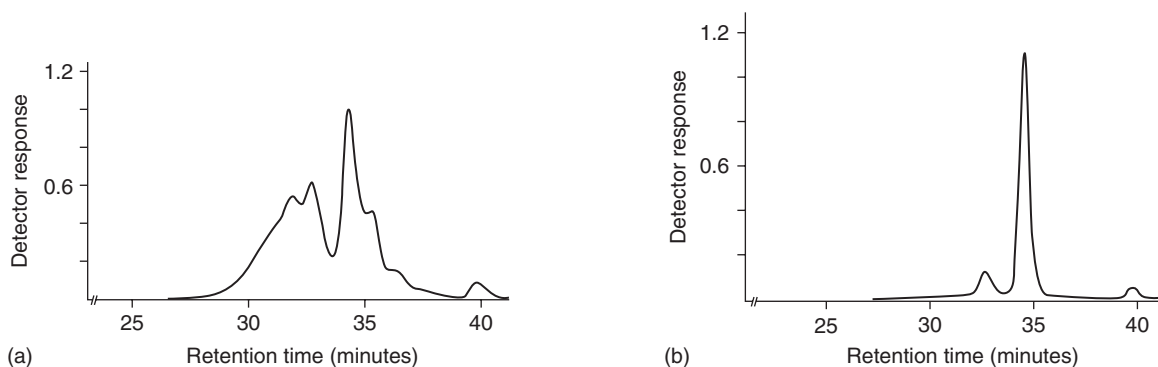 1.2
0.6
Detector response
25 30 35 40
(a) Retention time (minutes)
1.2
0.6
Detector response
25 30 35 40
(b) Retention time (minutes)